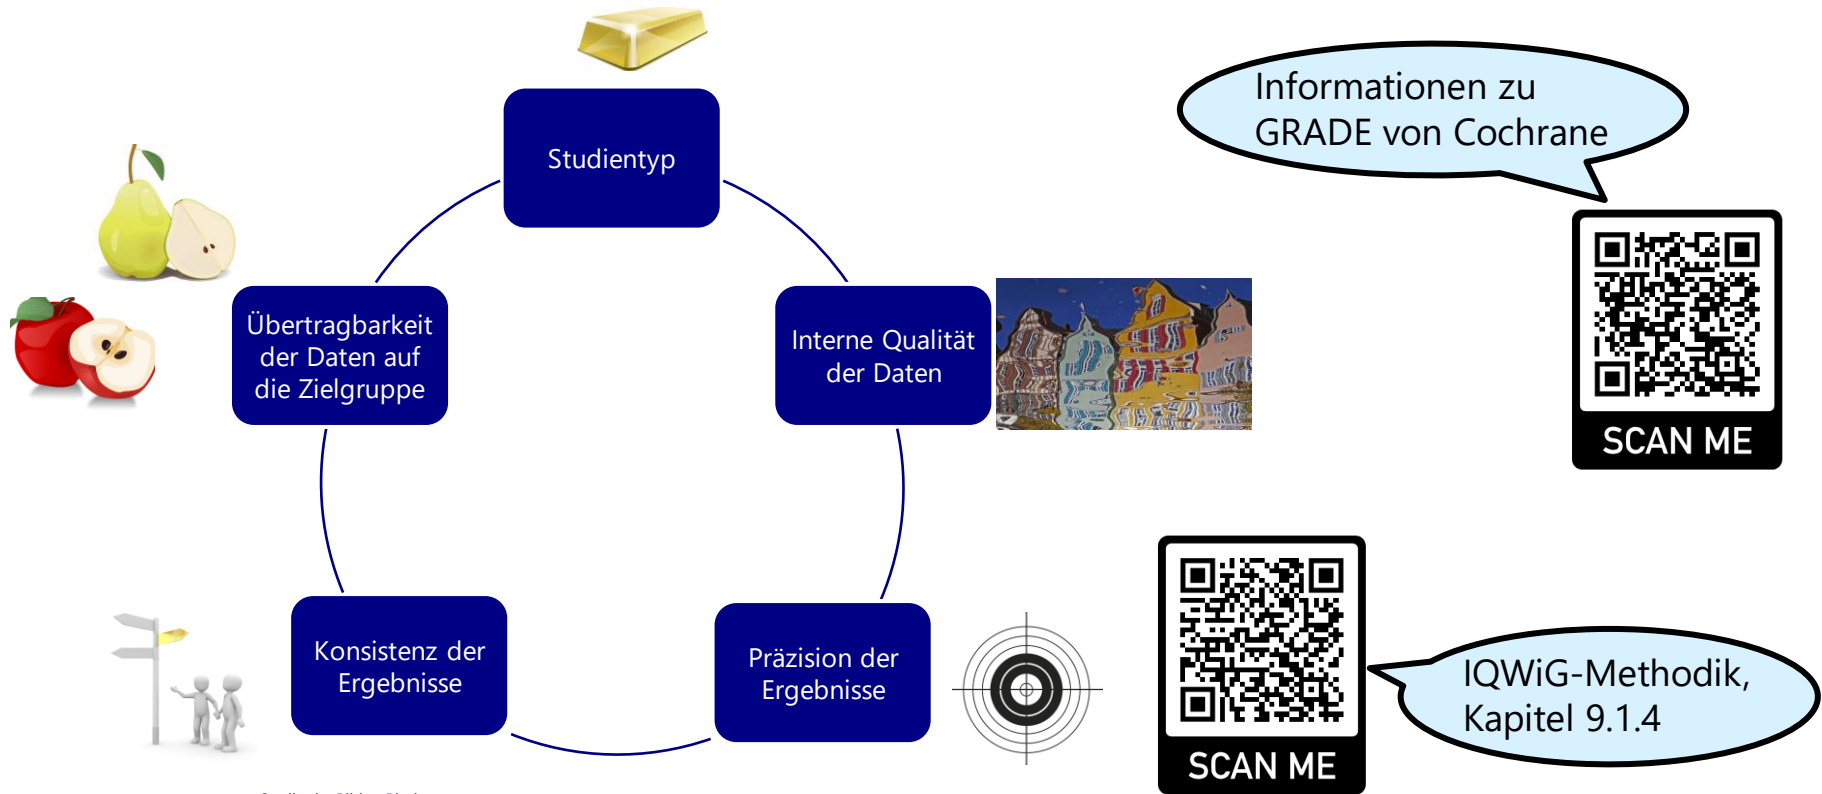 Studientyp
Informationen zu
GRADE von Cochrane
Übertragbarkeit
der Daten auf
die Zielgruppe
Interne Qualität
der Daten
SCAN ME
Konsistenz der
Ergebnisse
Präzision der
Ergebnisse
IQWiG-Methodik,
Kapitel 9.1.4
SCAN ME